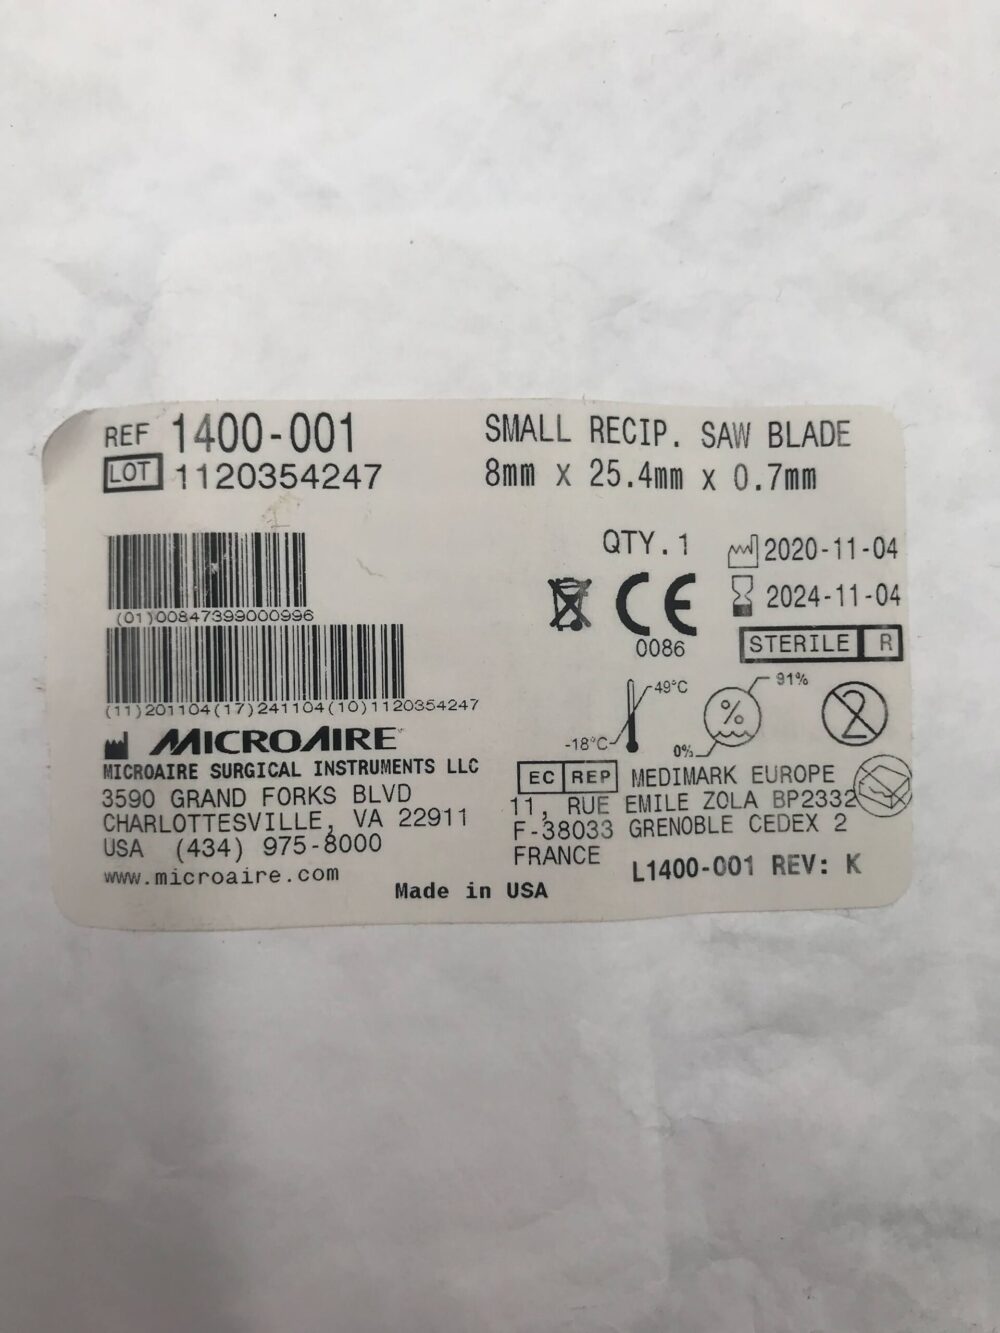 REF 1400-001
LOT 1120354247
SMALL RECIP. SAW BLADE
8mm x 25.4mm x 0.7mm
QTY.1
2020-11-04
2024-11-04
CE
0086
STERILE R
(01)00847399000996
(11)201104(17)241104(10)1120354247
49°C
-18°C
%
91%
0%
2
MICROAIRE
MICROAIRE SURGICAL INSTRUMENTS LLC
3590 GRAND FORKS BLVD
CHARLOTTESVILLE, VA 22911
USA (434) 975-8000
www.microaire.com
EC REP MEDIMARK EUROPE
11, RUE EMILE ZOLA BP2332
F-38033 GRENOBLE CEDEX 2
FRANCE
L1400-001 REV: K
Made in USA